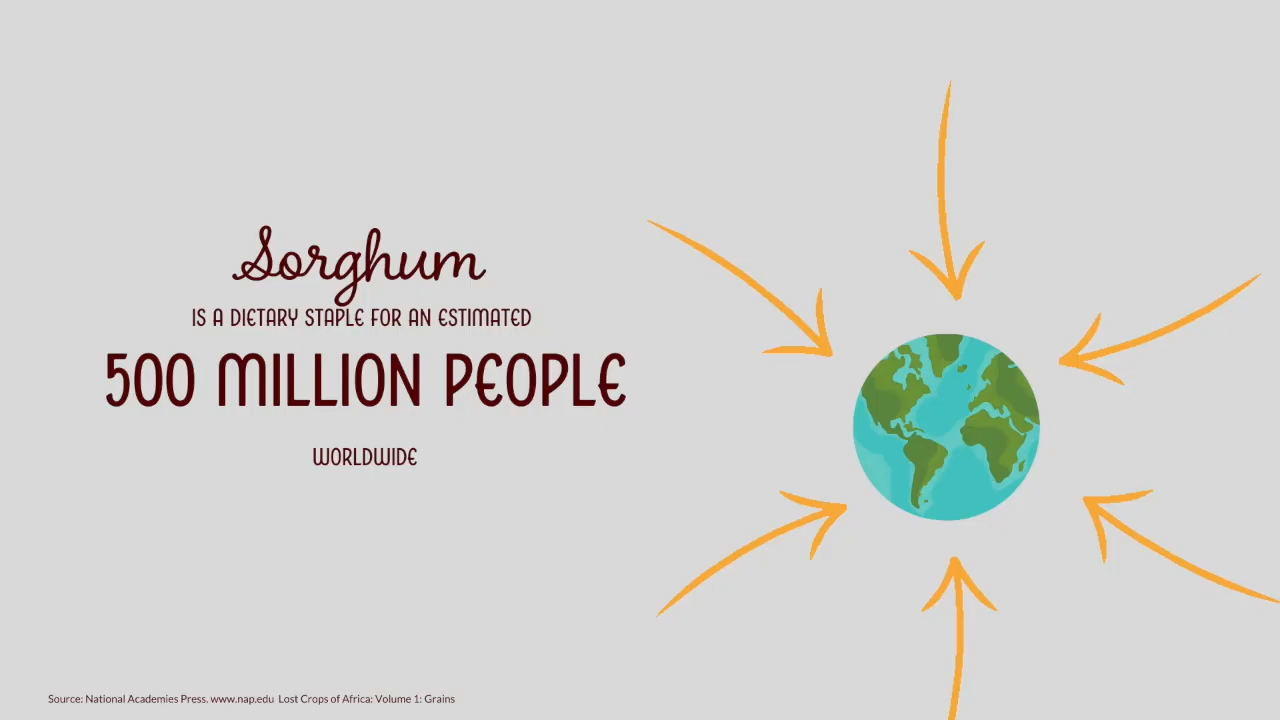 Sorghum
IS A DIETARY STAPLE FOR AN ESTIMATED
500 MILLION PEOPLE
WORLDWIDE
Source: National Academies Press. www.nap.edu Lost Crops of Africa: Volume 1: Grains